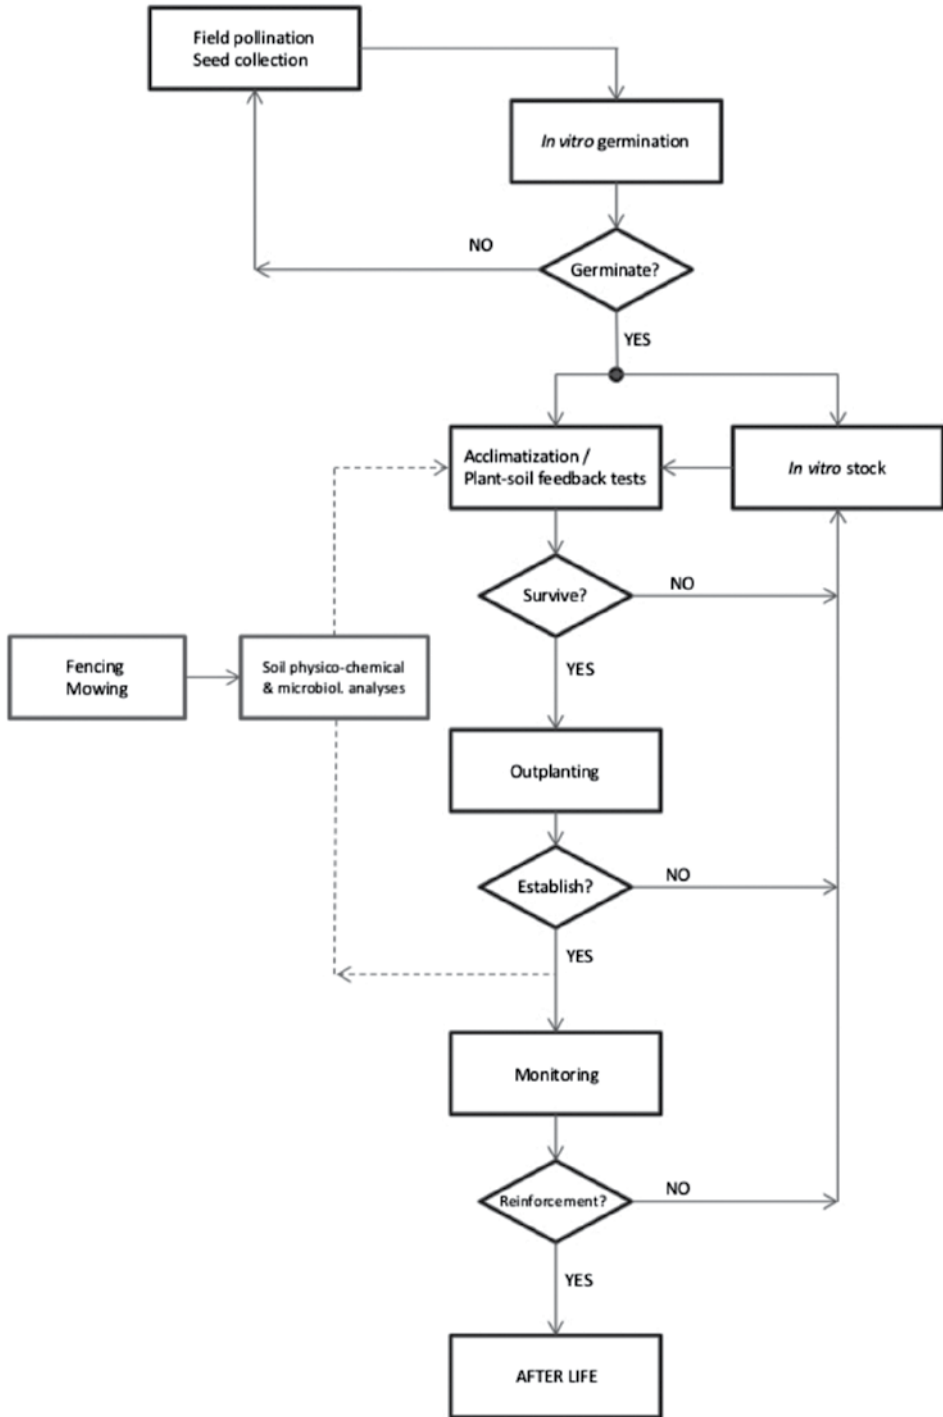 Field pollination
Seed collection
In vitro germination
NO
Germinate?
YES
Acclimatization /
Plant-soil feedback tests
In vitro stock
NO
Survive?
YES
Fencing
Mowing
Soil physico-chemical
& microbiol. analyses
Outplanting
NO
Establish?
YES
Monitoring
NO
Reinforcement?
YES
AFTER LIFE